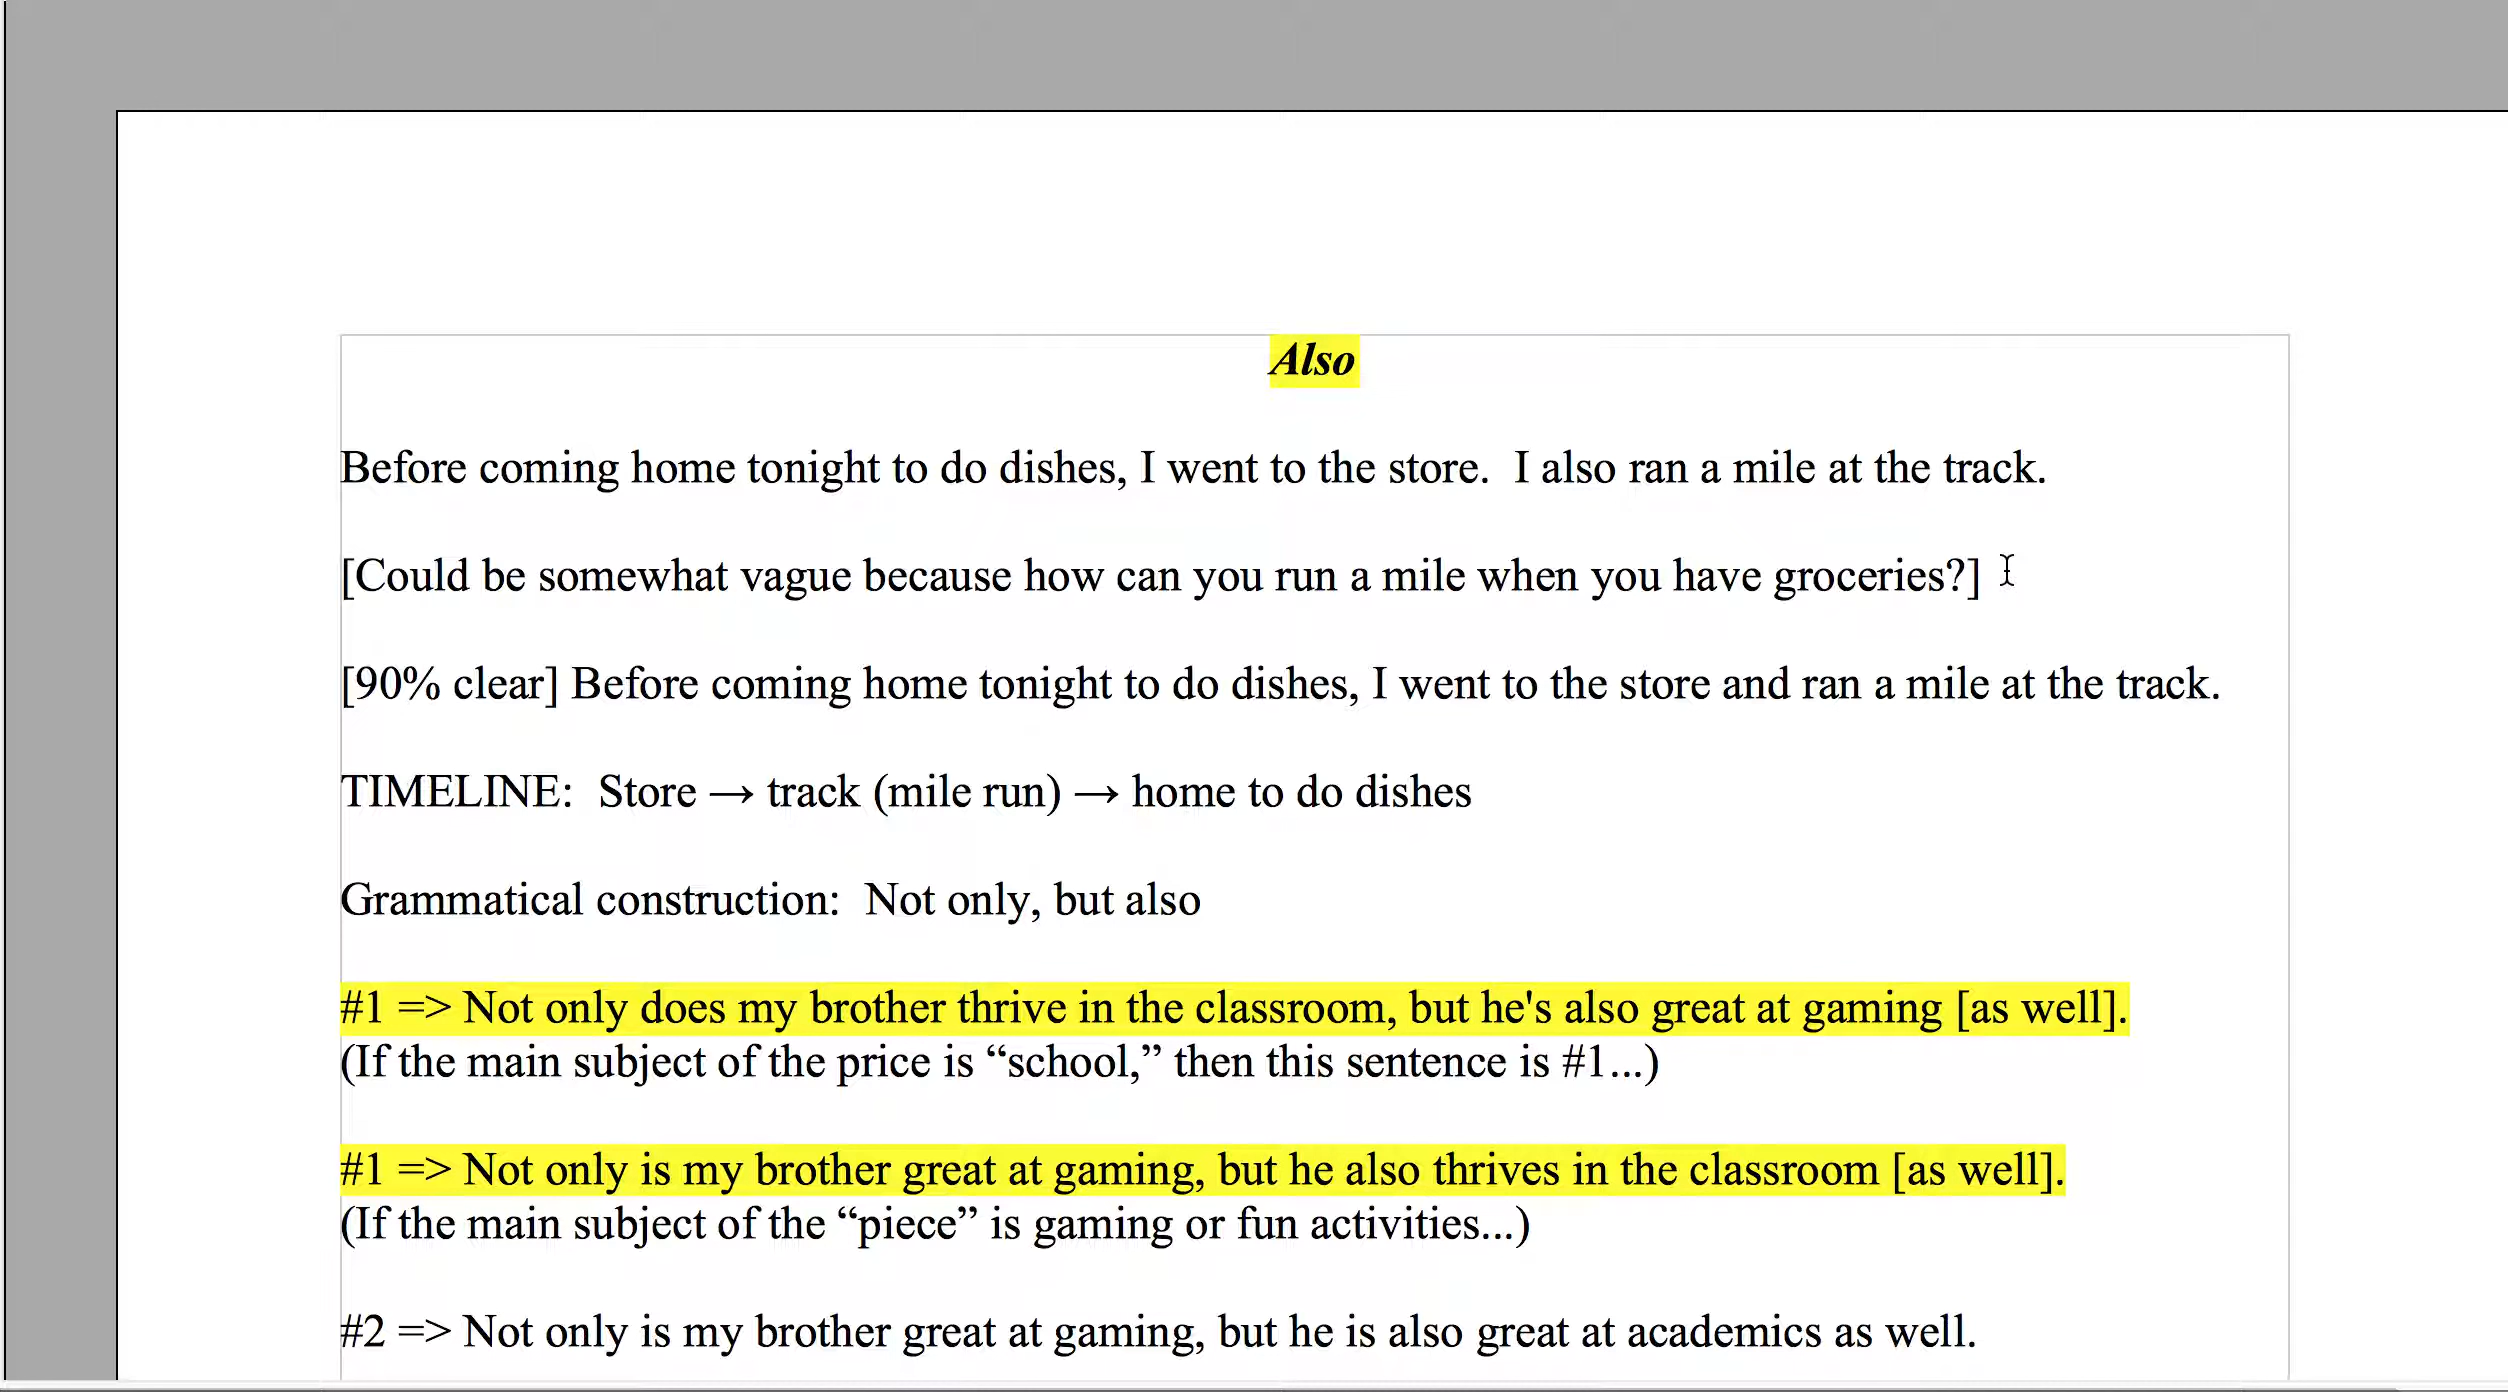 Also
Before coming home tonight to do dishes, I went to the store.  I also ran a mile at the track.
[Could be somewhat vague because how can you run a mile when you have groceries?]
[90% clear] Before coming home tonight to do dishes, I went to the store and ran a mile at the track.
TIMELINE:  Store → track (mile run) → home to do dishes
Grammatical construction:  Not only, but also
#1 => Not only does my brother thrive in the classroom, but he's also great at gaming [as well].
(If the main subject of the price is “school,” then this sentence is #1...)
#1 => Not only is my brother great at gaming, but he also thrives in the classroom [as well].
(If the main subject of the “piece” is gaming or fun activities...)
#2 => Not only is my brother great at gaming, but he is also great at academics as well.